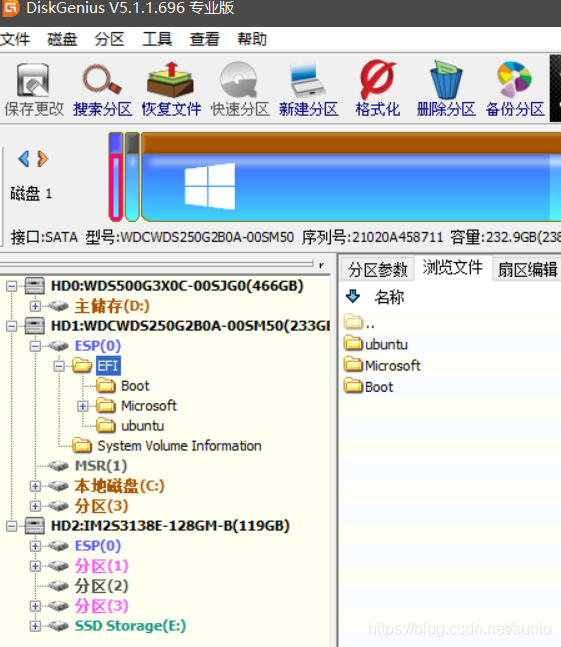 DiskGenius V5.1.1.696 专业版
文件 磁盘 分区 工具 查看 帮助
保存更改 搜索分区 恢复文件 快速分区 新建分区 格式化 删除分区 备份分区
磁盘 1
接口:SATA 型号:WDCWDS250G2B0A-00SM50 序列号:21020A458711 容量:232.9GB(238
分区参数 浏览文件 扇区编辑
名称
..
ubuntu
Microsoft
Boot
HD0:WDS500G3X0C-00SJG0(466GB)
主储存(D:)
HD1:WDCWDS250G2B0A-00SM50(233GB
ESP(0)
EFI
Boot
Microsoft
ubuntu
System Volume Information
MSR(1)
本地磁盘(C:)
分区(3)
HD2:IM2S3138E-128GM-B(119GB)
ESP(0)
分区(1)
分区(2)
分区(3)
SSD Storage(E:)
https://blog.csdn.net/sunio